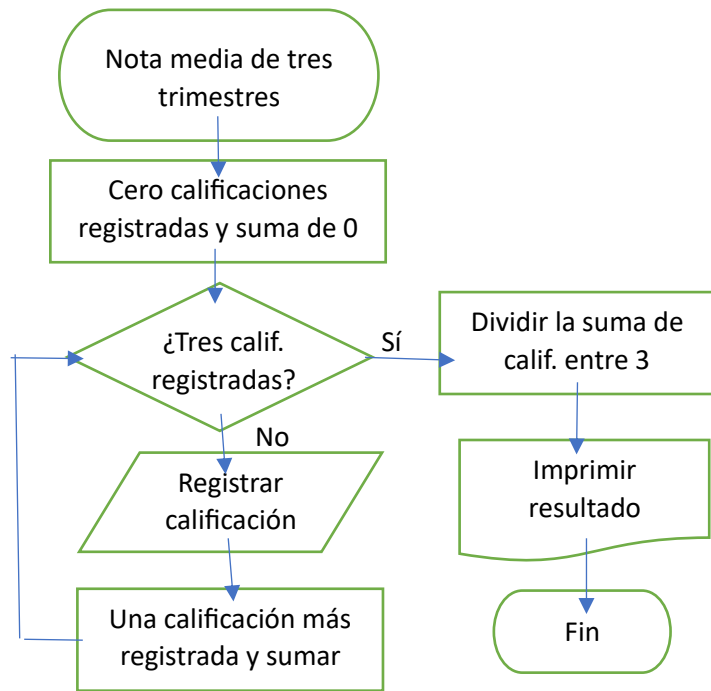 Nota media de tres
trimestres
Cero calificaciones
registradas y suma de 0
¿Tres calif.
registradas?
Sí
Dividir la suma de
calif. entre 3
No
Registrar
calificación
Imprimir
resultado
Una calificación más
registrada y sumar
Fin